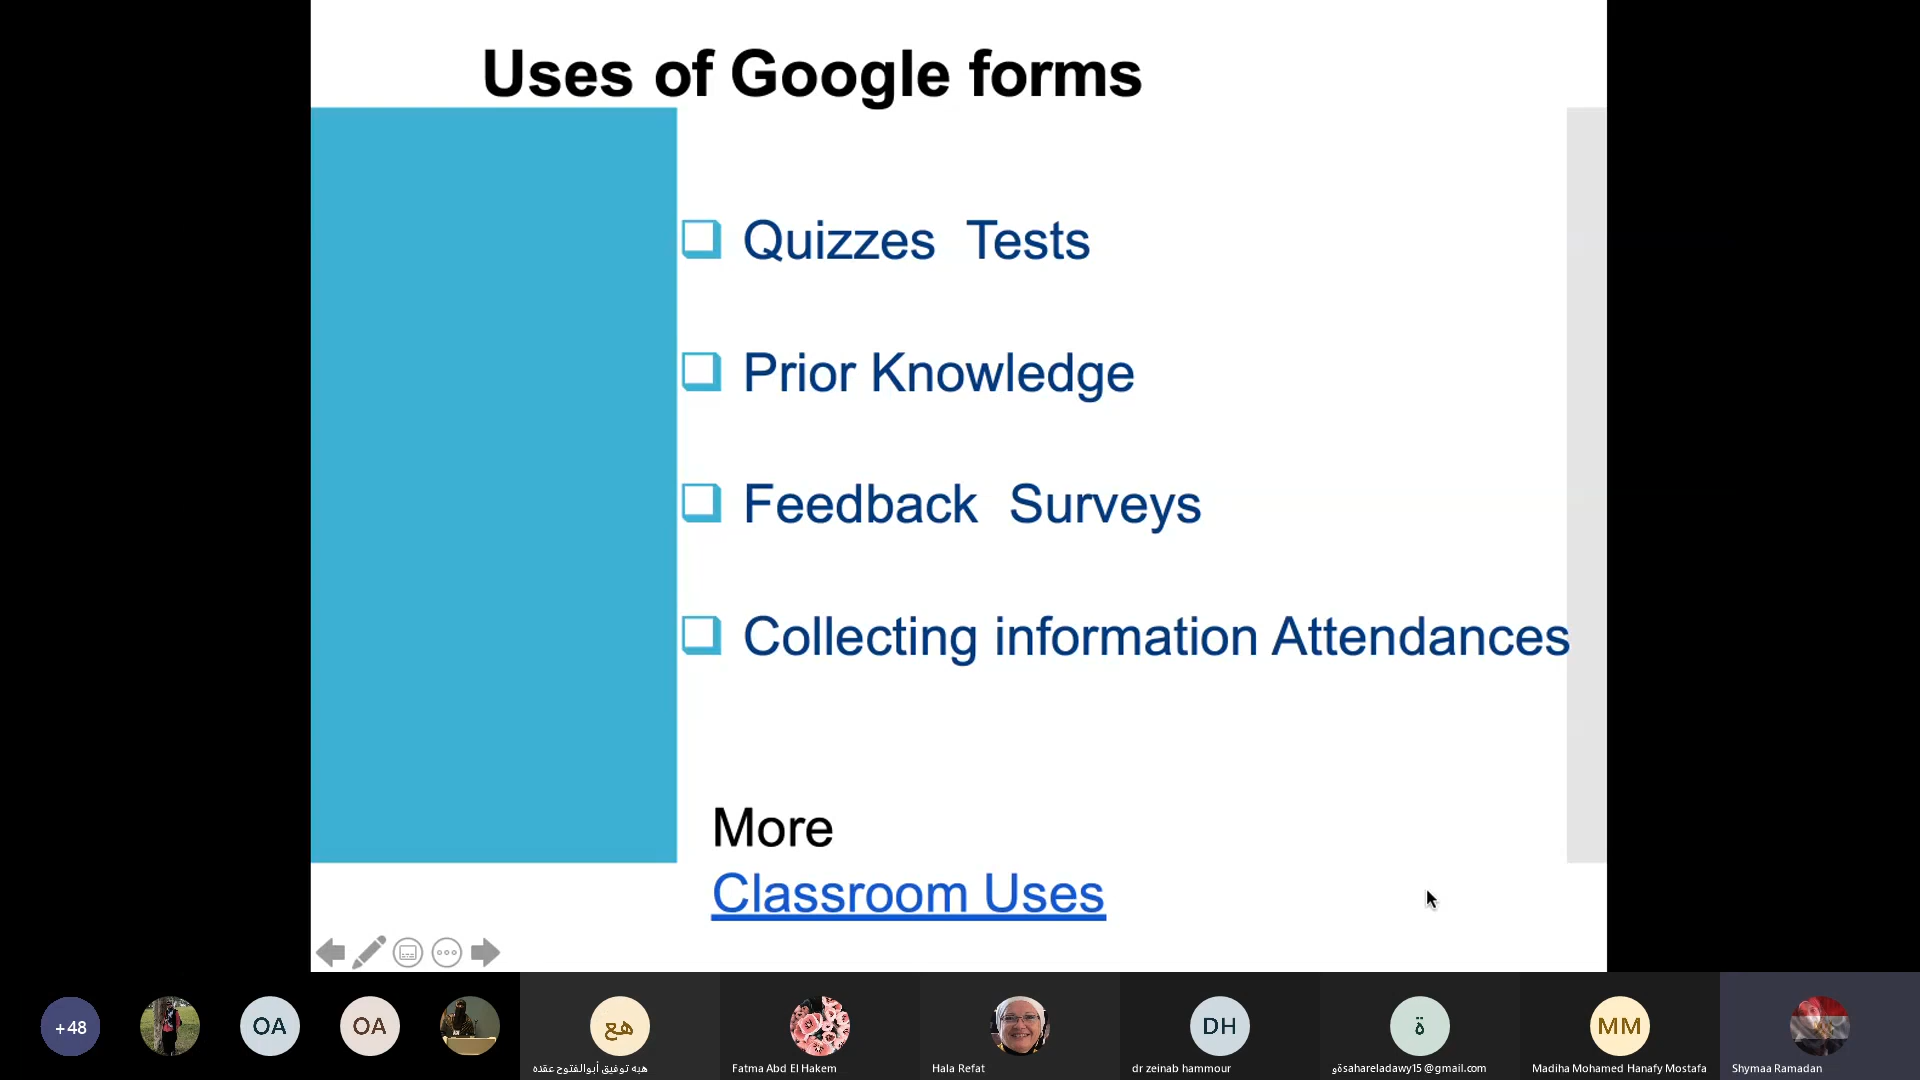 Uses of Google forms
Quizzes  Tests
Prior Knowledge
Feedback  Surveys
Collecting information Attendances
More
Classroom Uses
+48
OA
OA
هع
DH
ة
MM
هبه توفيق أبوالفتوح عقده
Fatma Abd El Hakem
Hala Refat
dr zeinab hammour
وةsahareladawy15@gmail.com
Madiha Mohamed Hanafy Mostafa
Shymaa Ramadan